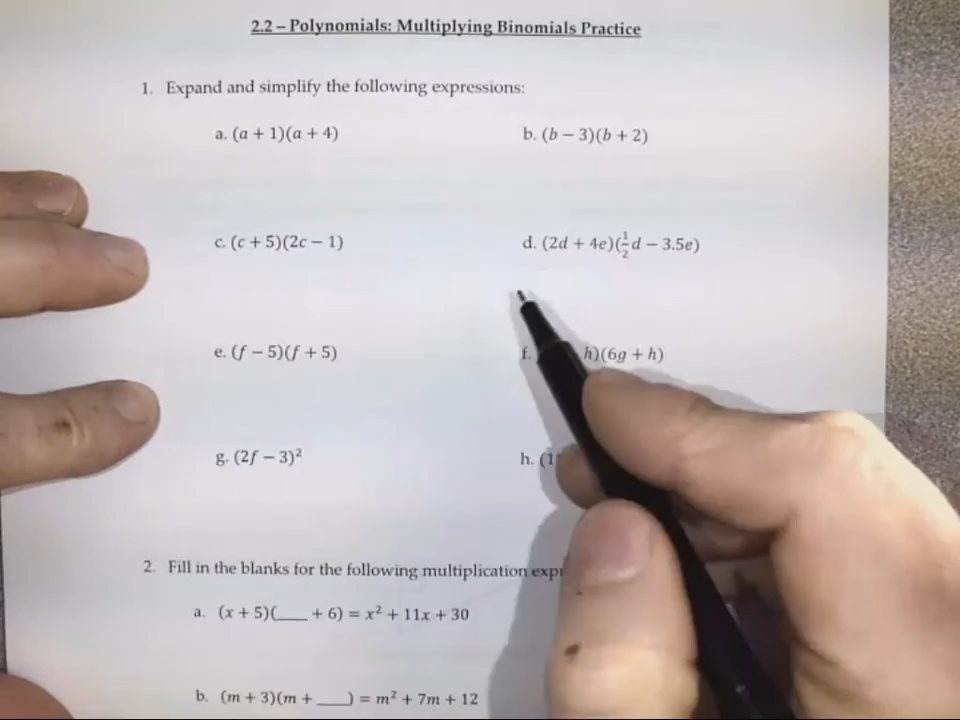 2.2 – Polynomials: Multiplying Binomials Practice
1. Expand and simplify the following expressions:
a. (a + 1)(a + 4)
b. (b – 3)(b + 2)
c. (c + 5)(2c – 1)
d. (2d + 4e)(½d – 3.5e)
e. (f – 5)(f + 5)
f. h)(6g + h)
g. (2f – 3)²
h. (1
2. Fill in the blanks for the following multiplication
a. (x + 5)(___ + 6) = x² + 11x + 30
b. (m + 3)(m + ___) = m² + 7m + 12